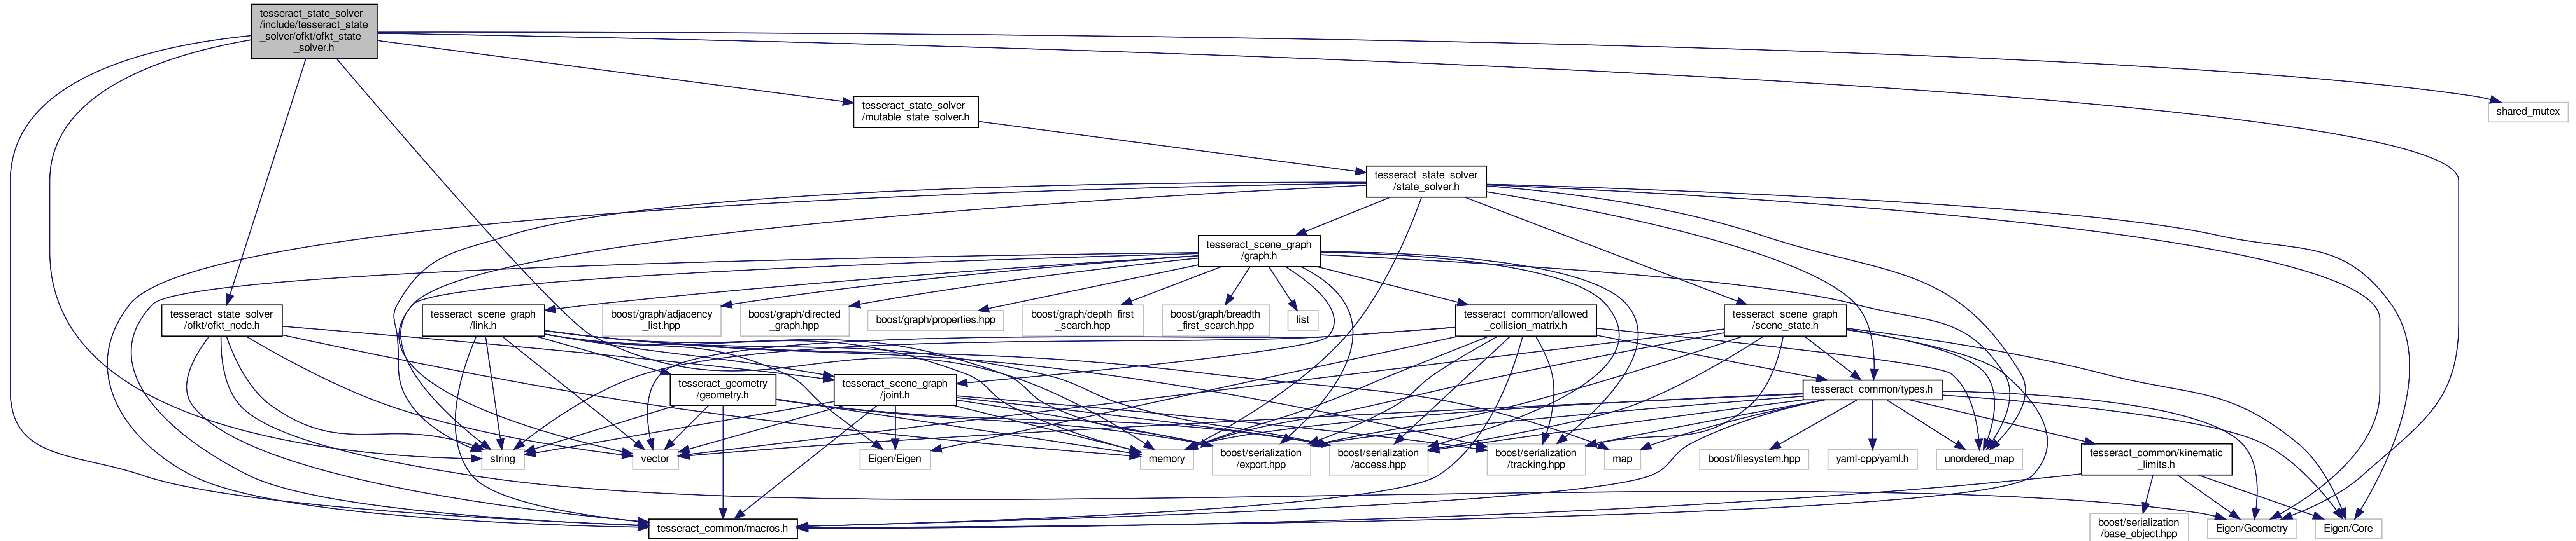 tesseract_state_solver
/include/tesseract_state
_solver/ofkt/ofkt_state
_solver.h
tesseract_state_solver
/mutable_state_solver.h
shared_mutex
tesseract_state_solver
/state_solver.h
tesseract_scene_graph
/graph.h
tesseract_state_solver
/ofkt/ofkt_node.h
tesseract_scene_graph
/link.h
boost/graph/adjacency
_list.hpp
boost/graph/directed
_graph.hpp
boost/graph/properties.hpp
boost/graph/depth_first
_search.hpp
boost/graph/breadth
_first_search.hpp
list
tesseract_common/allowed
_collision_matrix.h
tesseract_scene_graph
/scene_state.h
tesseract_geometry
/geometry.h
tesseract_scene_graph
/joint.h
tesseract_common/types.h
string
vector
Eigen/Eigen
memory
boost/serialization
/export.hpp
boost/serialization
/access.hpp
boost/serialization
/tracking.hpp
map
boost/filesystem.hpp
yaml-cpp/yaml.h
unordered_map
tesseract_common/kinematic
_limits.h
tesseract_common/macros.h
boost/serialization
/base_object.hpp
Eigen/Geometry
Eigen/Core